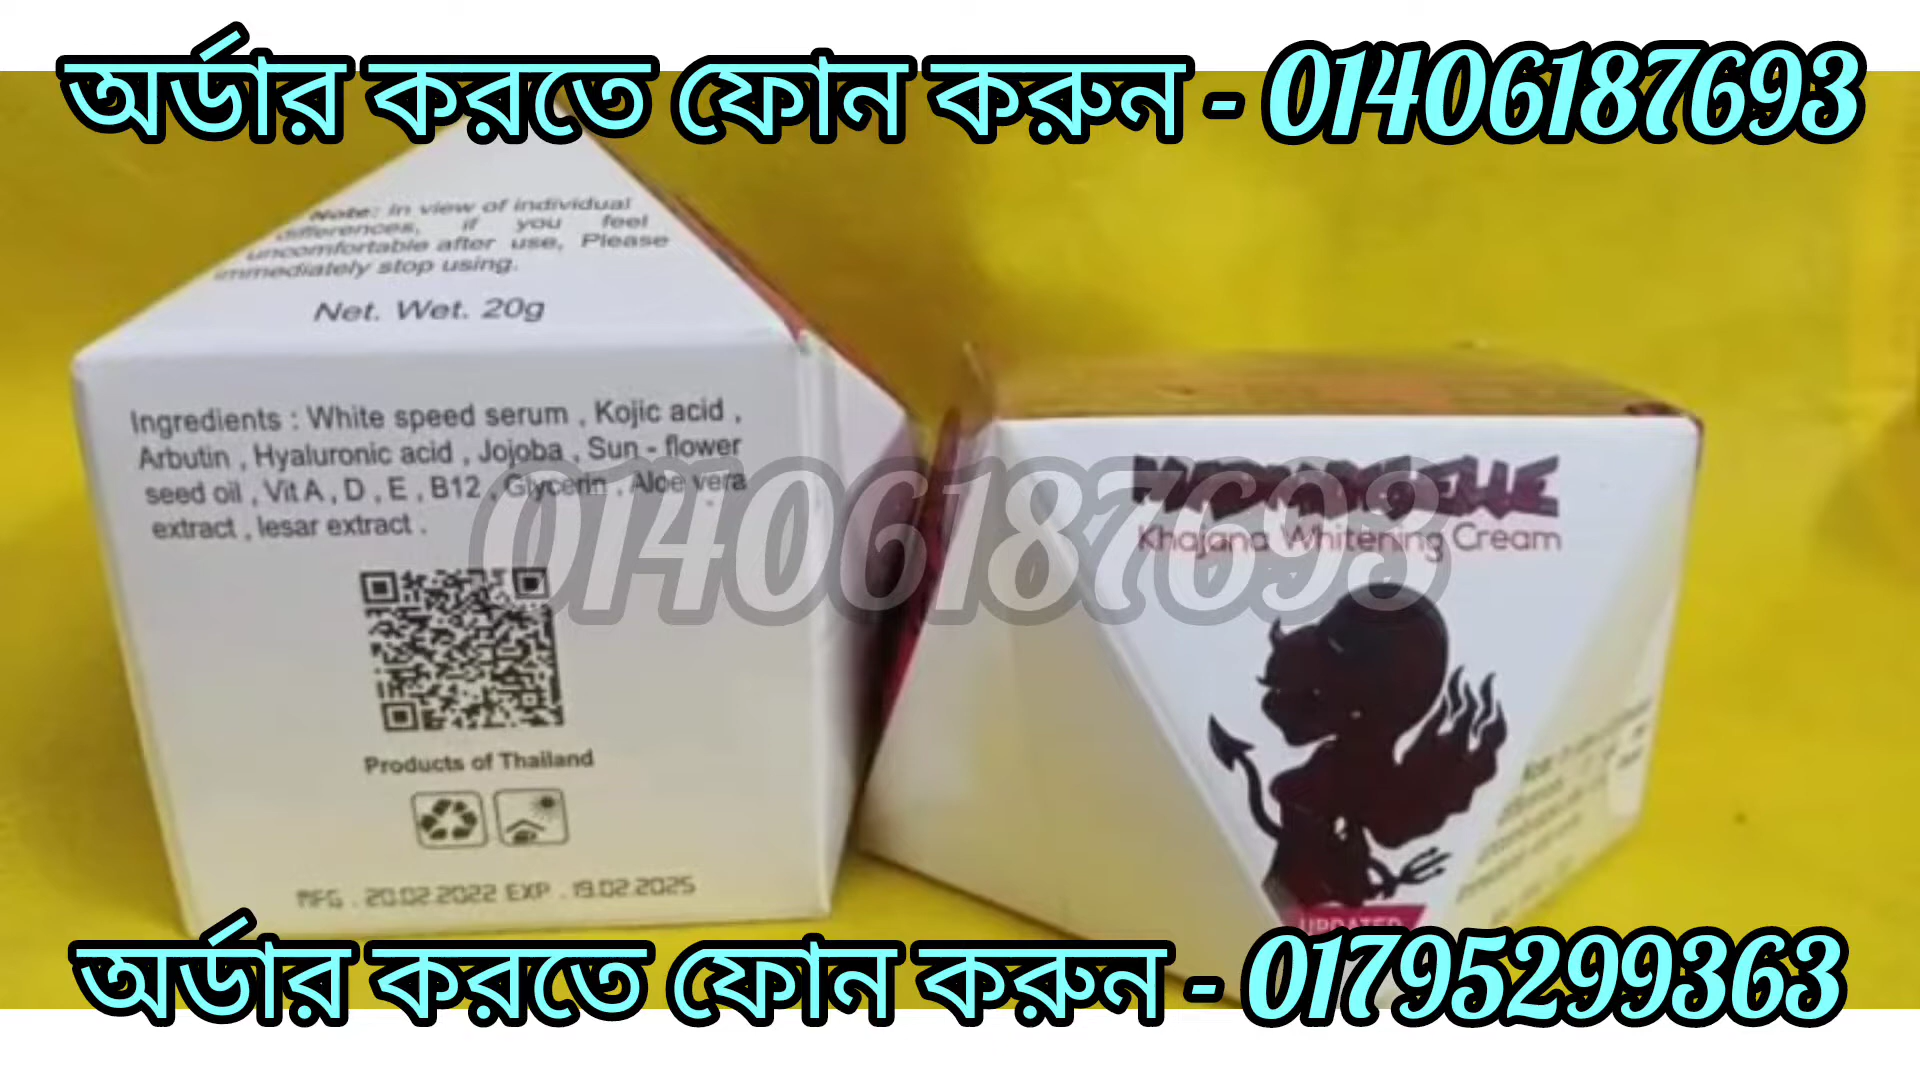 অর্ডার করতে ফোন করুন - 01406187693
Note: In view of individual
differences, if you feel
uncomfortable after use, Please
immediately stop using.
Net. Wet. 20g
Ingredients : White speed serum , Kojic acid ,
Arbutin , Hyaluronic acid , Jojoba , Sun - flower
seed oil , Vit A , D , E , B12 , Glycerin , Aloe vera
extract , lesar extract .
01406187693
Khajana Whitening Cream
Products of Thailand
MFG . 20.02.2022 EXP . 19.02.2025
UPDATED
অর্ডার করতে ফোন করুন - 01795299363